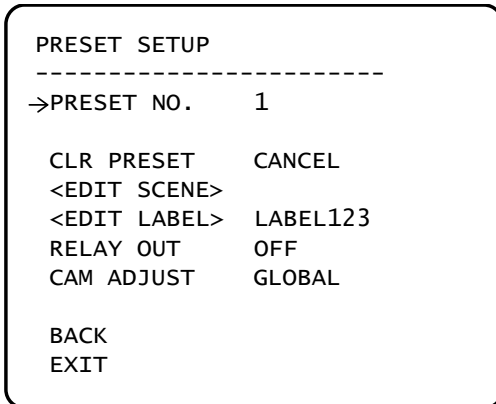 PRESET SETUP
------------------------
→PRESET NO. 1
CLR PRESET CANCEL
<EDIT SCENE>
<EDIT LABEL> LABEL123
RELAY OUT OFF
CAM ADJUST GLOBAL
BACK
EXIT